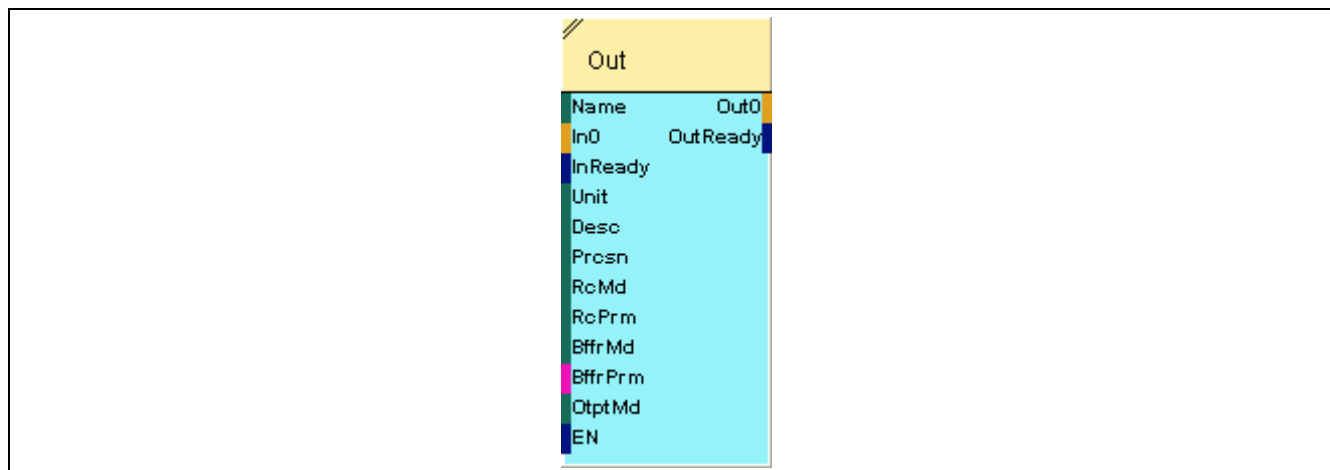 Out
Name Out0
In0 OutReady
InReady
Unit
Desc
Prcsn
RcMd
RcPrm
BffrMd
BffrPrm
OtptMd
EN